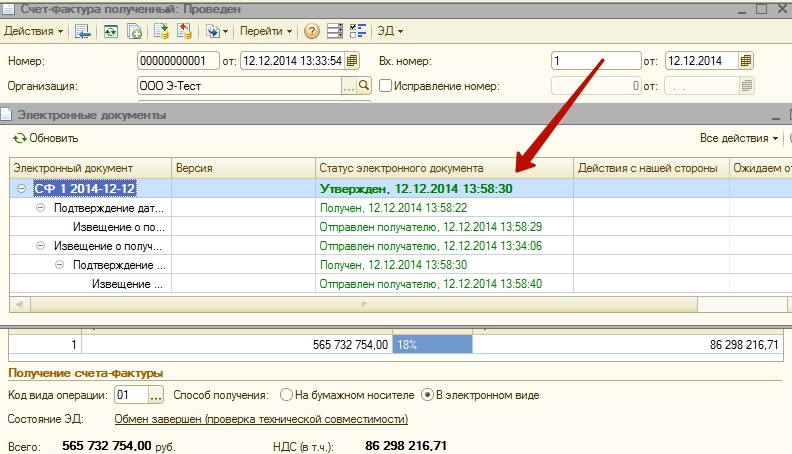 Счет-фактура полученный: Проведен
Действия Перейти ЭД
Номер: 00000000001 от: 12.12.2014 13:33:54 Вх. номер: 1 от: 12.12.2014
Организация: ООО Э-Тест ... Исправление номер: 0 от: . .
Электронные документы
Обновить Все действия
Электронный документ Версия Статус электронного документа Действия с нашей стороны Ожидаем от
СФ 1 2014-12-12 Утвержден, 12.12.2014 13:58:30
Подтверждение дат... Получен, 12.12.2014 13:58:22
Извещение о по... Отправлен получателю, 12.12.2014 13:58:29
Извещение о получ... Отправлен получателю, 12.12.2014 13:34:06
Подтверждение ... Получен, 12.12.2014 13:58:30
Извещение ... Отправлен получателю, 12.12.2014 13:58:40
1 565 732 754,00 18% 86 298 216,71
Получение счета-фактуры
Код вида операции: 01 ... Способ получения: На бумажном носителе В электронном виде
Состояние ЭД: Обмен завершен (проверка технической совместимости)
Всего: 565 732 754,00 руб. НДС (в т.ч.): 86 298 216,71